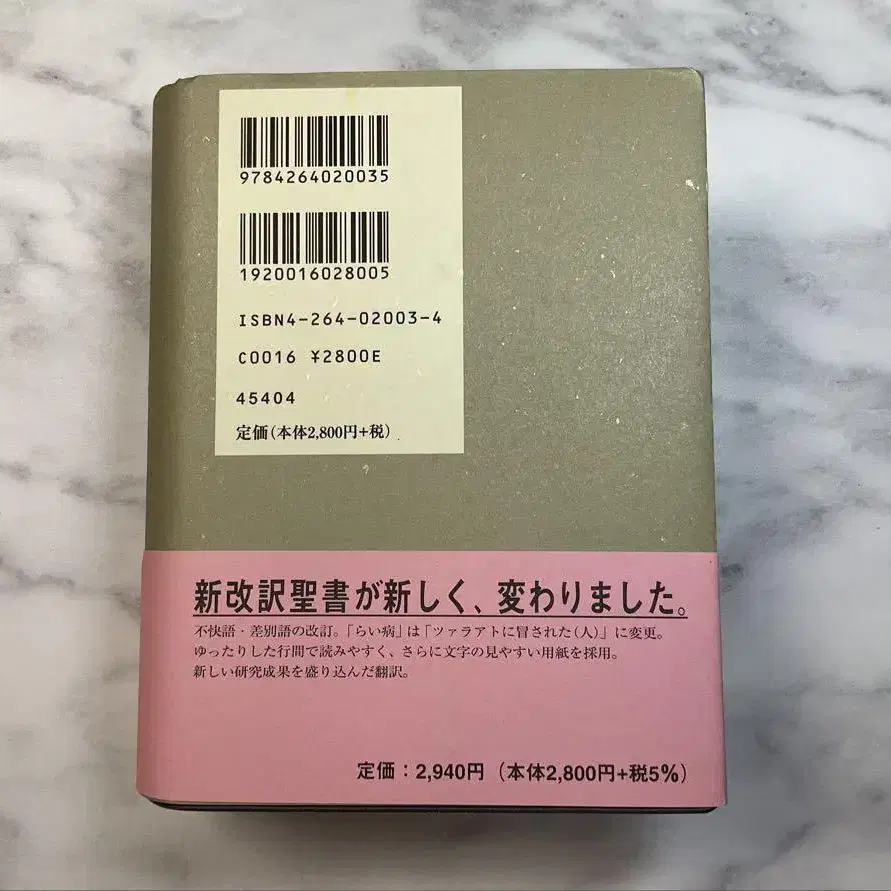 9784264020035
1920016028005
ISBN4-264-02003-4
C0016 ¥2800E
45404
定価(本体2,800円+税)
新改訳聖書が新しく、変わりました。
不快語・差別語の改訂。「らい病」は「ツァラアトに冒された(人)」に変更。
ゆったりした行間で読みやすく、さらに文字の見やすい用紙を採用。
新しい研究成果を盛り込んだ翻訳。
定価：2,940円（本体2,800円+税5%）